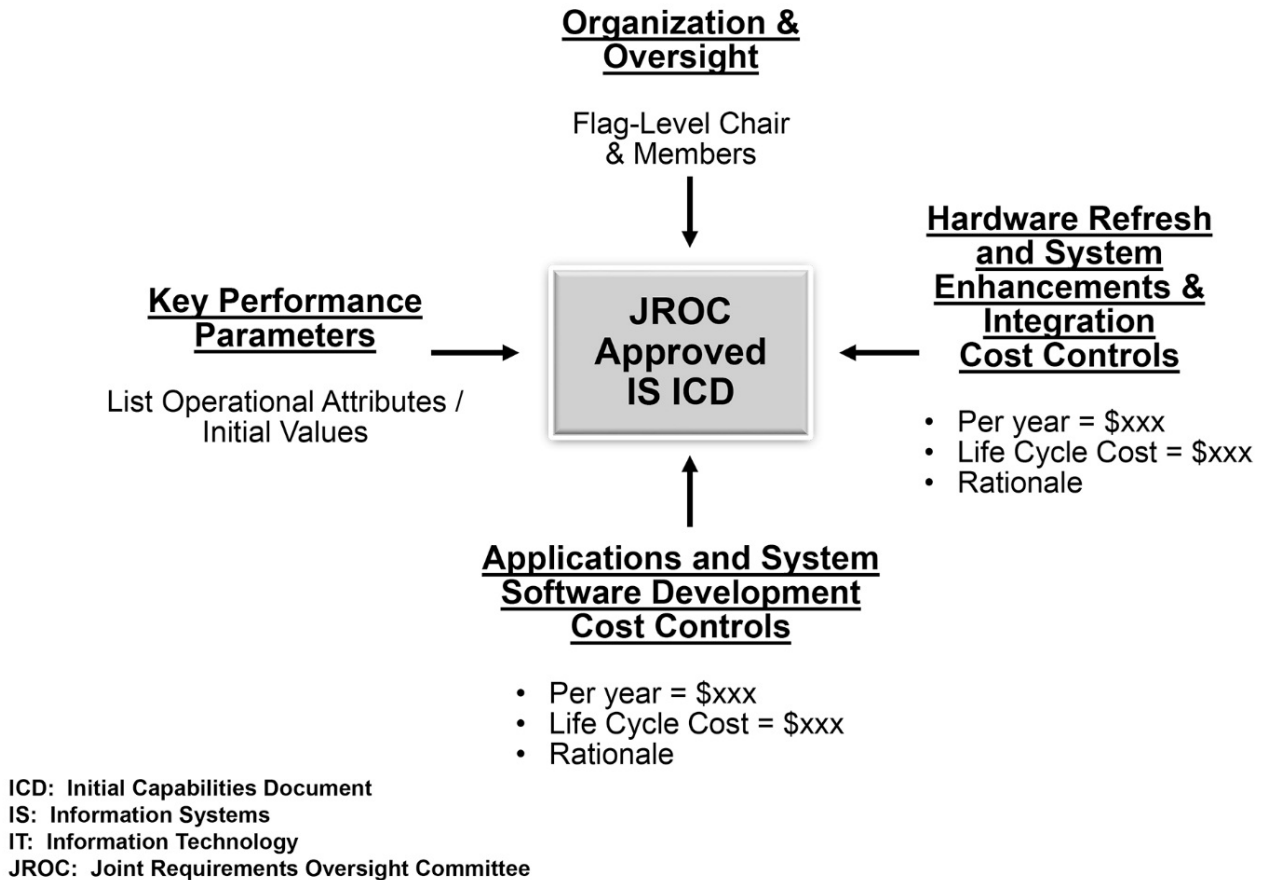 Organization &
Oversight
Flag-Level Chair
& Members
Key Performance
Parameters
List Operational Attributes /
Initial Values
JROC
Approved
IS ICD
Hardware Refresh
and System
Enhancements &
Integration
Cost Controls
• Per year = $xxx
• Life Cycle Cost = $xxx
• Rationale
Applications and System
Software Development
Cost Controls
• Per year = $xxx
• Life Cycle Cost = $xxx
• Rationale
ICD: Initial Capabilities Document
IS: Information Systems
IT: Information Technology
JROC: Joint Requirements Oversight Committee